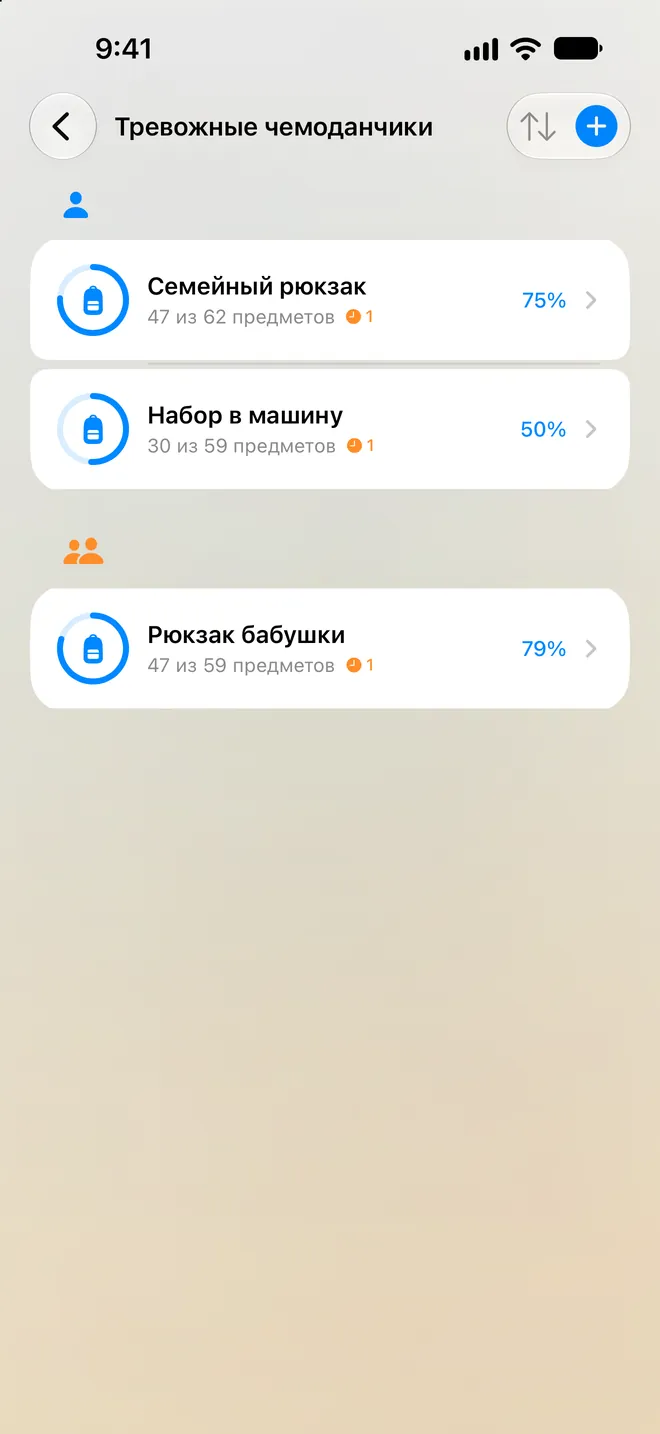 9:41
Тревожные чемоданчики
Семейный рюкзак
47 из 62 предметов 1
75%
Набор в машину
30 из 59 предметов 1
50%
Рюкзак бабушки
47 из 59 предметов 1
79%